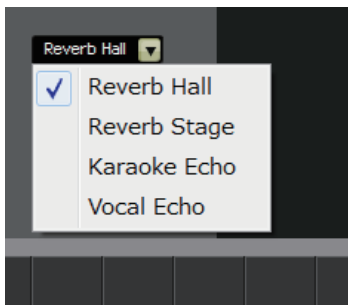 Reverb Hall
Reverb Hall
Reverb Stage
Karaoke Echo
Vocal Echo